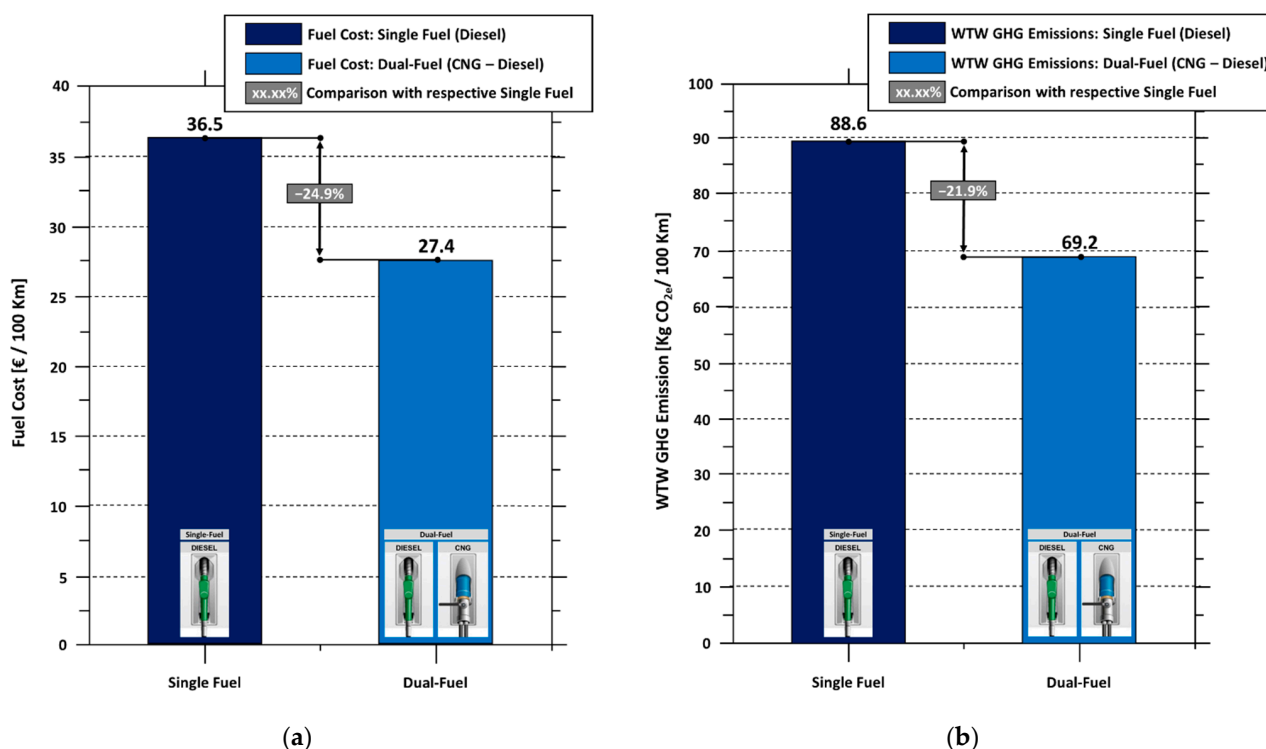 Fuel Cost: Single Fuel (Diesel)
Fuel Cost: Dual-Fuel (CNG – Diesel)
xx.xx% Comparison with respective Single Fuel
40
35
30
25
20
15
10
5
0
Fuel Cost [€ / 100 Km]
36.5
−24.9%
27.4
Single-Fuel
DIESEL
Dual-Fuel
DIESEL CNG
Single Fuel Dual-Fuel
(a)
WTW GHG Emissions: Single Fuel (Diesel)
WTW GHG Emissions: Dual-Fuel (CNG – Diesel)
xx.xx% Comparison with respective Single Fuel
100
90
80
70
60
50
40
30
20
10
0
WTW GHG Emission [Kg CO2e/ 100 Km]
88.6
−21.9%
69.2
Single-Fuel
DIESEL
Dual-Fuel
DIESEL CNG
Single Fuel Dual-Fuel
(b)